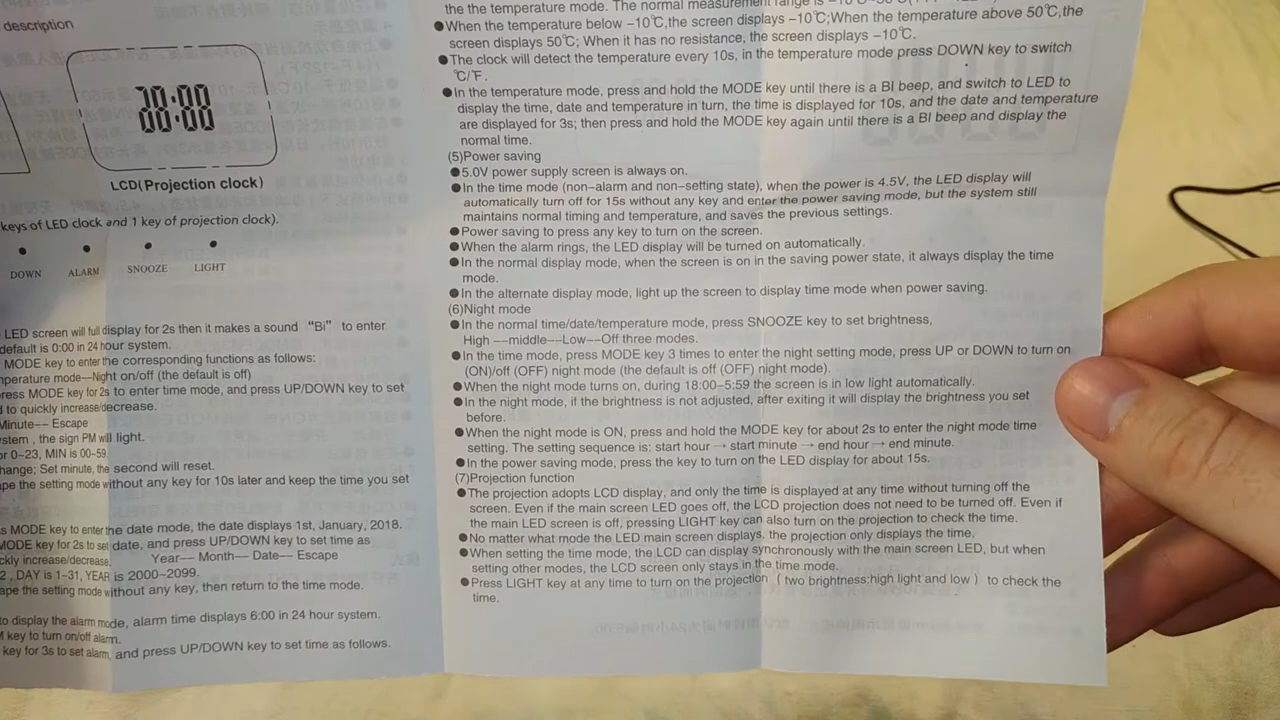 description
18:88
LCD(Projection clock)
keys of LED clock and 1 key of projection clock).
DOWN ALARM SNOOZE LIGHT
LED screen will full display for 2s then it makes a sound “Bi” to enter
default is 0:00 in 24 hour system.
MODE key to enter the corresponding functions as follows:
mperature mode—Night on/off (the default is off)
press MODE key for 2s to enter time mode, and press UP/DOWN key to set
d to quickly increase/decrease.
Minute—— Escape
stem , the sign PM will light.
or 0~23, MIN is 00~59.
hange; Set minute, the second will reset.
ape the setting mode without any key for 10s later and keep the time you set
s MODE key to enter the date mode, the date displays 1st, January, 2018.
MODE key for 2s to set date, and press UP/DOWN key to set time as
ckly increase/decrease. Year—— Month—— Date—— Escape
2 , DAY is 1~31, YEAR is 2000~2099.
ape the setting mode without any key, then return to the time mode.
to display the alarm mode, alarm time displays 6:00 in 24 hour system.
M key to turn on/off alarm.
key for 3s to set alarm, and press UP/DOWN key to set time as follows.
the the temperature mode. The normal measurement range is
●When the temperature below −10℃,the screen displays −10℃;When the temperature above 50℃,the
screen displays 50℃; When it has no resistance, the screen displays −10℃.
●The clock will detect the temperature every 10s, in the temperature mode press DOWN key to switch
℃/℉.
●In the temperature mode, press and hold the MODE key until there is a BI beep, and switch to LED to
display the time, date and temperature in turn, the time is displayed for 10s, and the date and temperature
are displayed for 3s; then press and hold the MODE key again until there is a BI beep and display the
normal time.
(5)Power saving
●5.0V power supply screen is always on.
●In the time mode (non–alarm and non–setting state), when the power is 4.5V, the LED display will
automatically turn off for 15s without any key and enter the power saving mode, but the system still
maintains normal timing and temperature, and saves the previous settings.
●Power saving to press any key to turn on the screen.
●When the alarm rings, the LED display will be turned on automatically.
●In the normal display mode, when the screen is on in the saving power state, it always display the time
mode.
●In the alternate display mode, light up the screen to display time mode when power saving.
(6)Night mode
●In the normal time/date/temperature mode, press SNOOZE key to set brightness,
High ——middle——Low——Off three modes.
●In the time mode, press MODE key 3 times to enter the night setting mode, press UP or DOWN to turn on
(ON)/off (OFF) night mode (the default is off (OFF) night mode).
●When the night mode turns on, during 18:00–5:59 the screen is in low light automatically.
●In the night mode, if the brightness is not adjusted, after exiting it will display the brightness you set
before.
●When the night mode is ON, press and hold the MODE key for about 2s to enter the night mode time
setting. The setting sequence is: start hour → start minute → end hour → end minute.
●In the power saving mode, press the key to turn on the LED display for about 15s.
(7)Projection function
●The projection adopts LCD display, and only the time is displayed at any time without turning off the
screen. Even if the main screen LED goes off, the LCD projection does not need to be turned off. Even if
the main LED screen is off, pressing LIGHT key can also turn on the projection to check the time.
●No matter what mode the LED main screen displays, the projection only displays the time.
●When setting the time mode, the LCD can display synchronously with the main screen LED, but when
setting other modes, the LCD screen only stays in the time mode.
●Press LIGHT key at any time to turn on the projection ( two brightness:high light and low ) to check the
time.